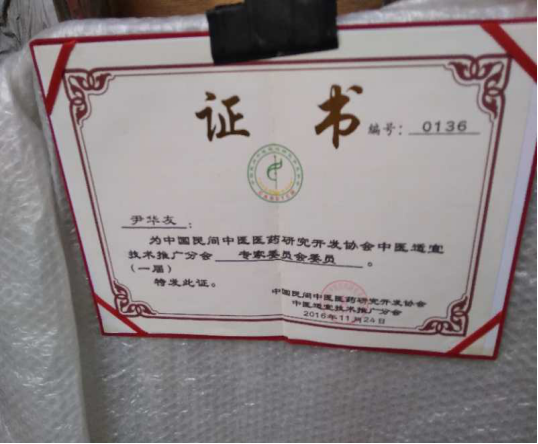 证 书
编号： 0136
尹华友 ：
为中国民间中医医药研究开发协会中医适宜
技术推广分会 专家委员会委员 。
（一届）
特发此证。
中国民间中医医药研究开发协会
中医适宜技术推广分会
2016年11月24日